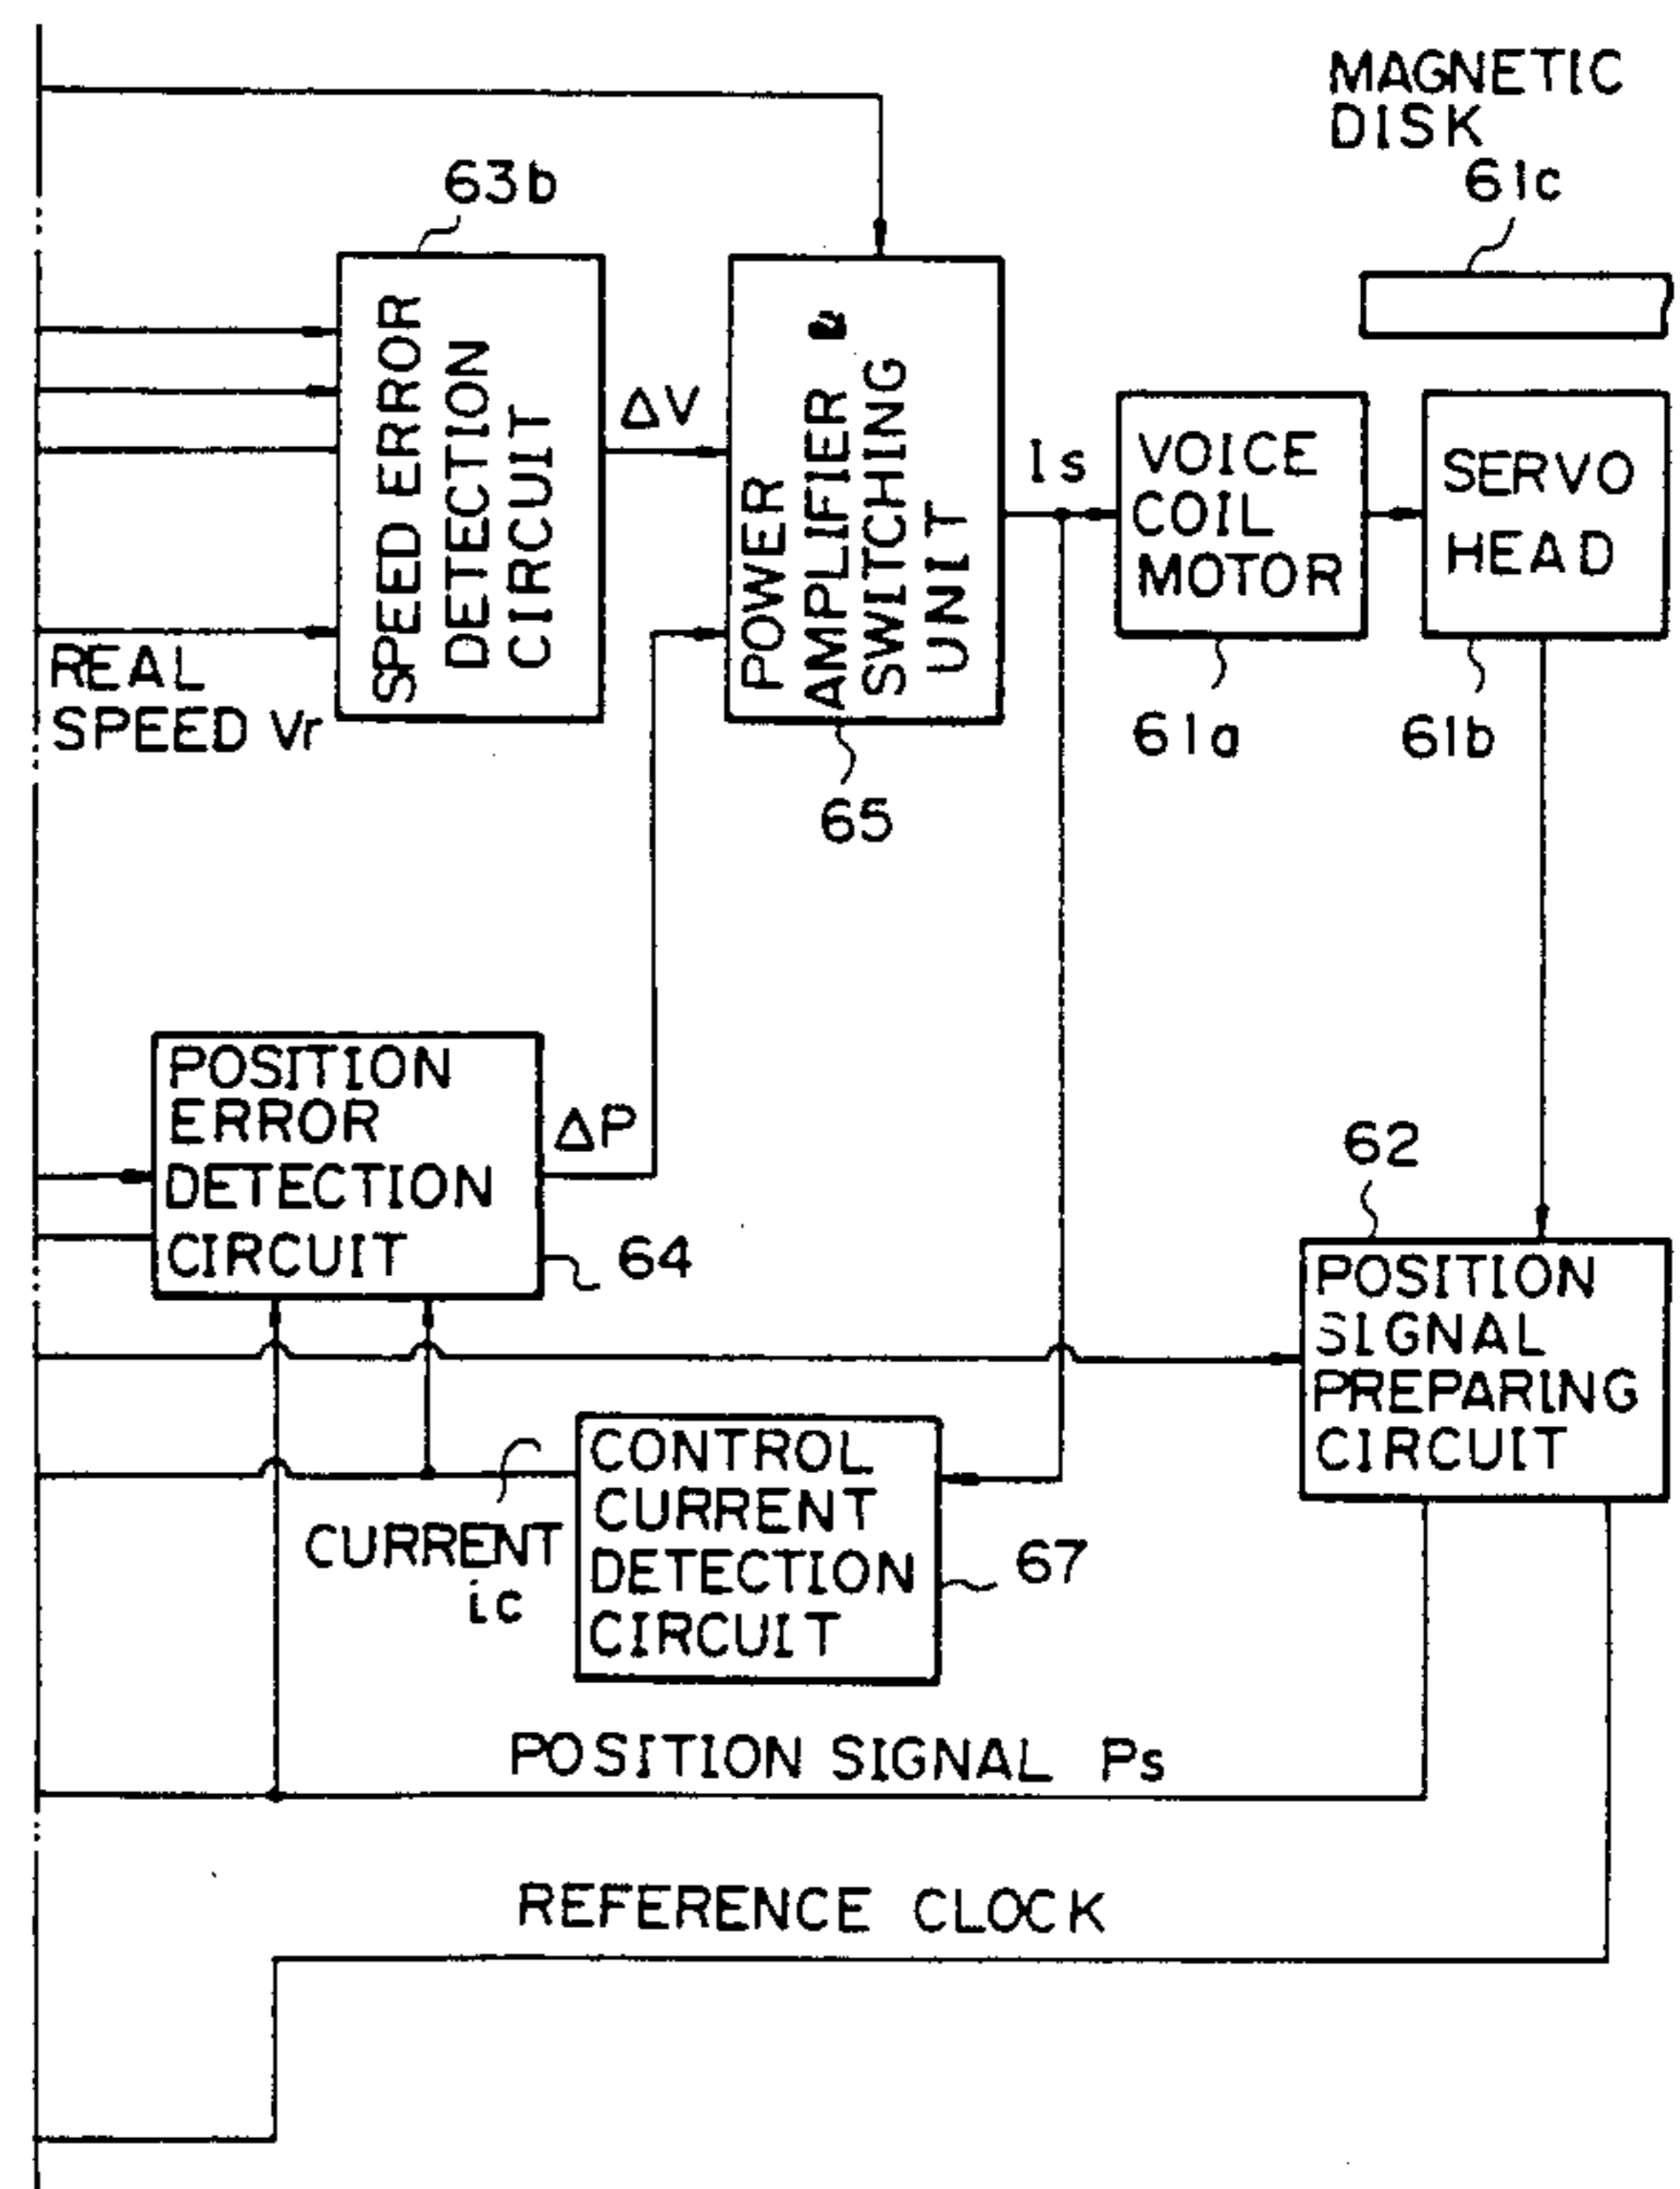 MAGNETIC
DISK
61c
63b
SPEED ERROR
DETECTION
CIRCUIT
ΔV
POWER
AMPLIFIER &
SWITCHING
UNIT
Is
VOICE
COIL
MOTOR
SERVO
HEAD
REAL
SPEED Vr
61a
61b
65
POSITION
ERROR
DETECTION
CIRCUIT
ΔP
64
62
POSITION
SIGNAL
PREPARING
CIRCUIT
CONTROL
CURRENT
DETECTION
CIRCUIT
CURRENT
ic
67
POSITION SIGNAL Ps
REFERENCE CLOCK